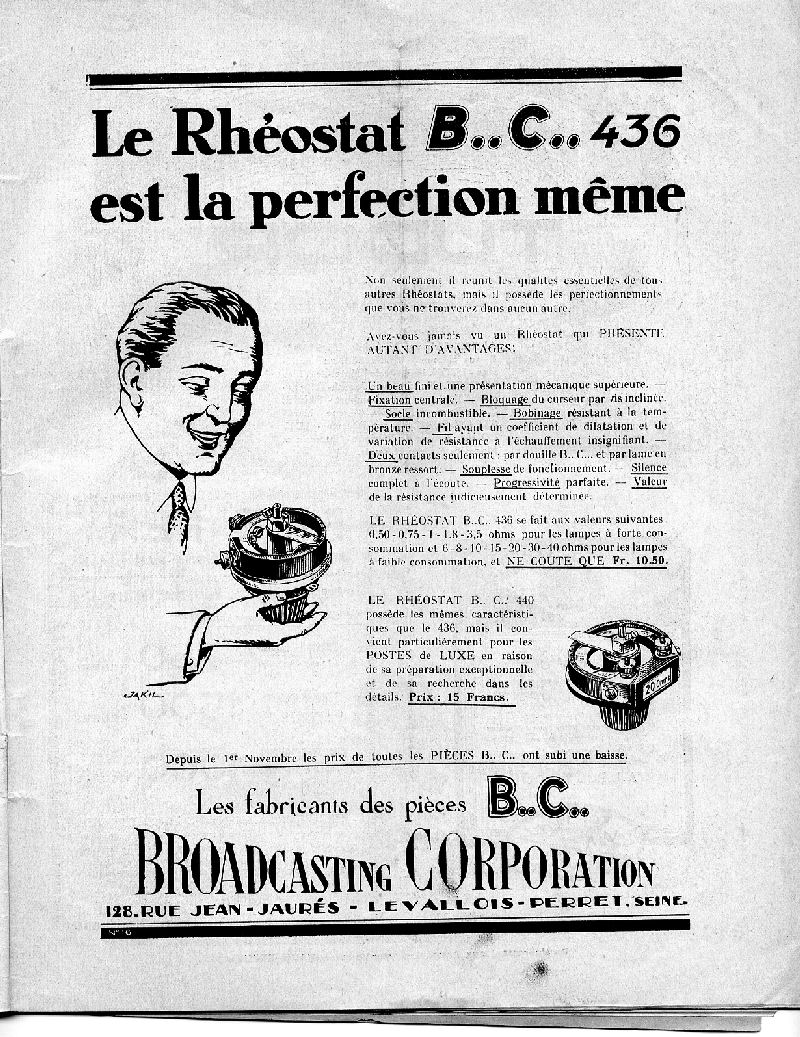 Le Rhéostat B..C.. 436
est la perfection même
Non seulement il réunit les qualités essentielles de tous
autres Rhéostats, mais il possède les perfectionnements
que vous ne trouverez dans aucun autre.
Avez-vous jamais vu un Rhéostat qui PRÉSENTE
AUTANT D'AVANTAGES:
Un beau fini et une présentation mécanique supérieure. —
Fixation centrale. — Bloquage du curseur par vis inclinée.
— Socle incombustible. — Bobinage résistant à la tem-
pérature. — Fil ayant un coefficient de dilatation et de
variation de résistance a l'échauffement insignifiant. —
Deux contacts seulement : par douille B.. C... et par lame en
bronze ressort. — Souplesse de fonctionnement. — Silence
complet à l'écoute. — Progressivité parfaite. — Valeur
de la résistance judicieusement déterminée.
LE RHÉOSTAT B..C.. 436 se fait aux valeurs suivantes
0,50-0,75-1-1,8-3,5 ohms pour les lampes à forte con-
sommation et 6-8-10-15-20-30-40 ohms pour les lampes
à faible consommation, et NE COUTE QUE Fr. 10.50.
LE RHÉOSTAT B.. C.. 440
possède les mêmes caractéristi-
ques que le 436, mais il con-
vient particulièrement pour les
POSTES de LUXE en raison
de sa préparation exceptionnelle
et de sa recherche dans les
détails. Prix : 15 Francs.
20 ohms
JAKIL
Depuis le 1er Novembre les prix de toutes les PIÈCES B.. C.. ont subi une baisse.
Les fabricants des pièces B..C..
BROADCASTING CORPORATION
128. RUE JEAN-JAURÉS - LEVALLOIS-PERRET. SEINE.
N° 6